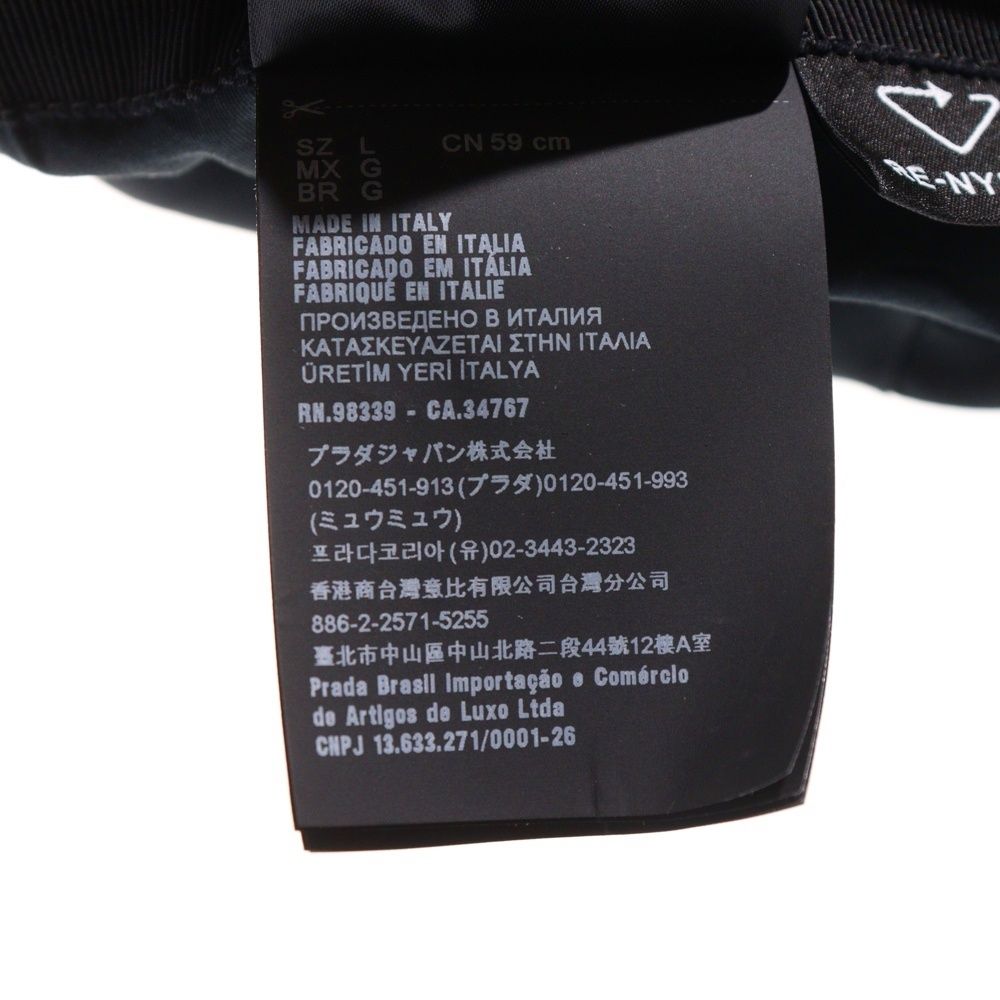 SZ L CN 59 cm
MX G
BR G
MADE IN ITALY
FABRICADO EN ITALIA
FABRICADO EM ITÁLIA
FABRIQUÉ EN ITALIE
ПРОИЗВЕДЕНО В ИТАЛИЯ
ΚΑΤΑΣΚΕΥΑΖΕΤΑΙ ΣΤΗΝ ΙΤΑΛΙΑ
ÜRETİM YERİ İTALYA
RN.98339 - CA.34767
プラダジャパン株式会社
0120-451-913(プラダ)0120-451-993
(ミュウミュウ)
프라다코리아(유)02-3443-2323
香港商台灣意比有限公司台灣分公司
886-2-2571-5255
臺北市中山區中山北路二段44號12樓A室
Prada Brasil Importação e Comércio
de Artigos de Luxo Ltda
CNPJ 13.633.271/0001-26
RE-NY